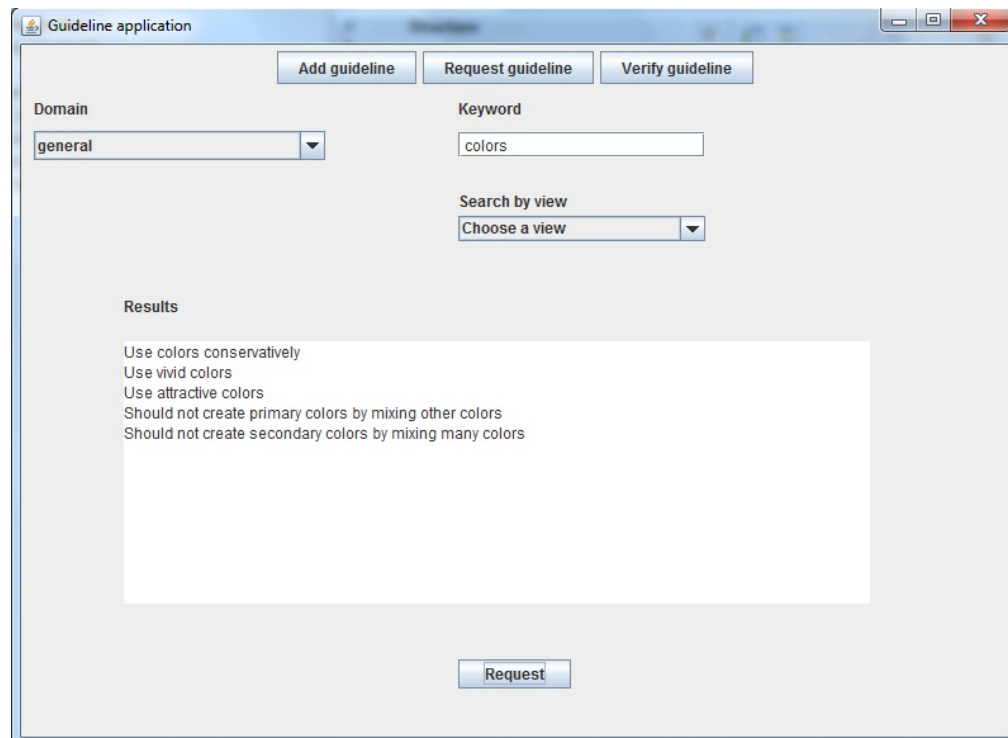 Guideline application
Add guideline Request guideline Verify guideline
Domain Keyword
general colors
Search by view
Choose a view
Results
Use colors conservatively
Use vivid colors
Use attractive colors
Should not create primary colors by mixing other colors
Should not create secondary colors by mixing many colors
Request